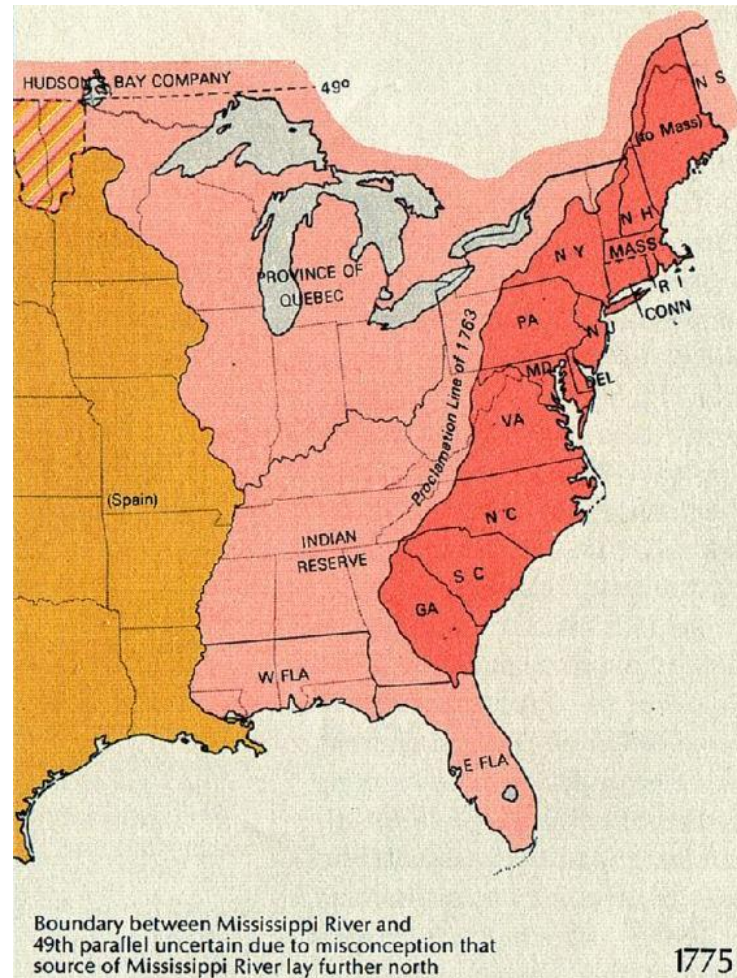 HUDSON BAY COMPANY
49°
N S
(to Mass)
N H
N Y
MASS
R I
CONN
PROVINCE OF
QUEBEC
PA
N J
MD
DEL
Proclamation Line of 1763
VA
(Spain)
N C
INDIAN
RESERVE
S C
GA
W FLA
E FLA
Boundary between Mississippi River and
49th parallel uncertain due to misconception that
source of Mississippi River lay further north
1775